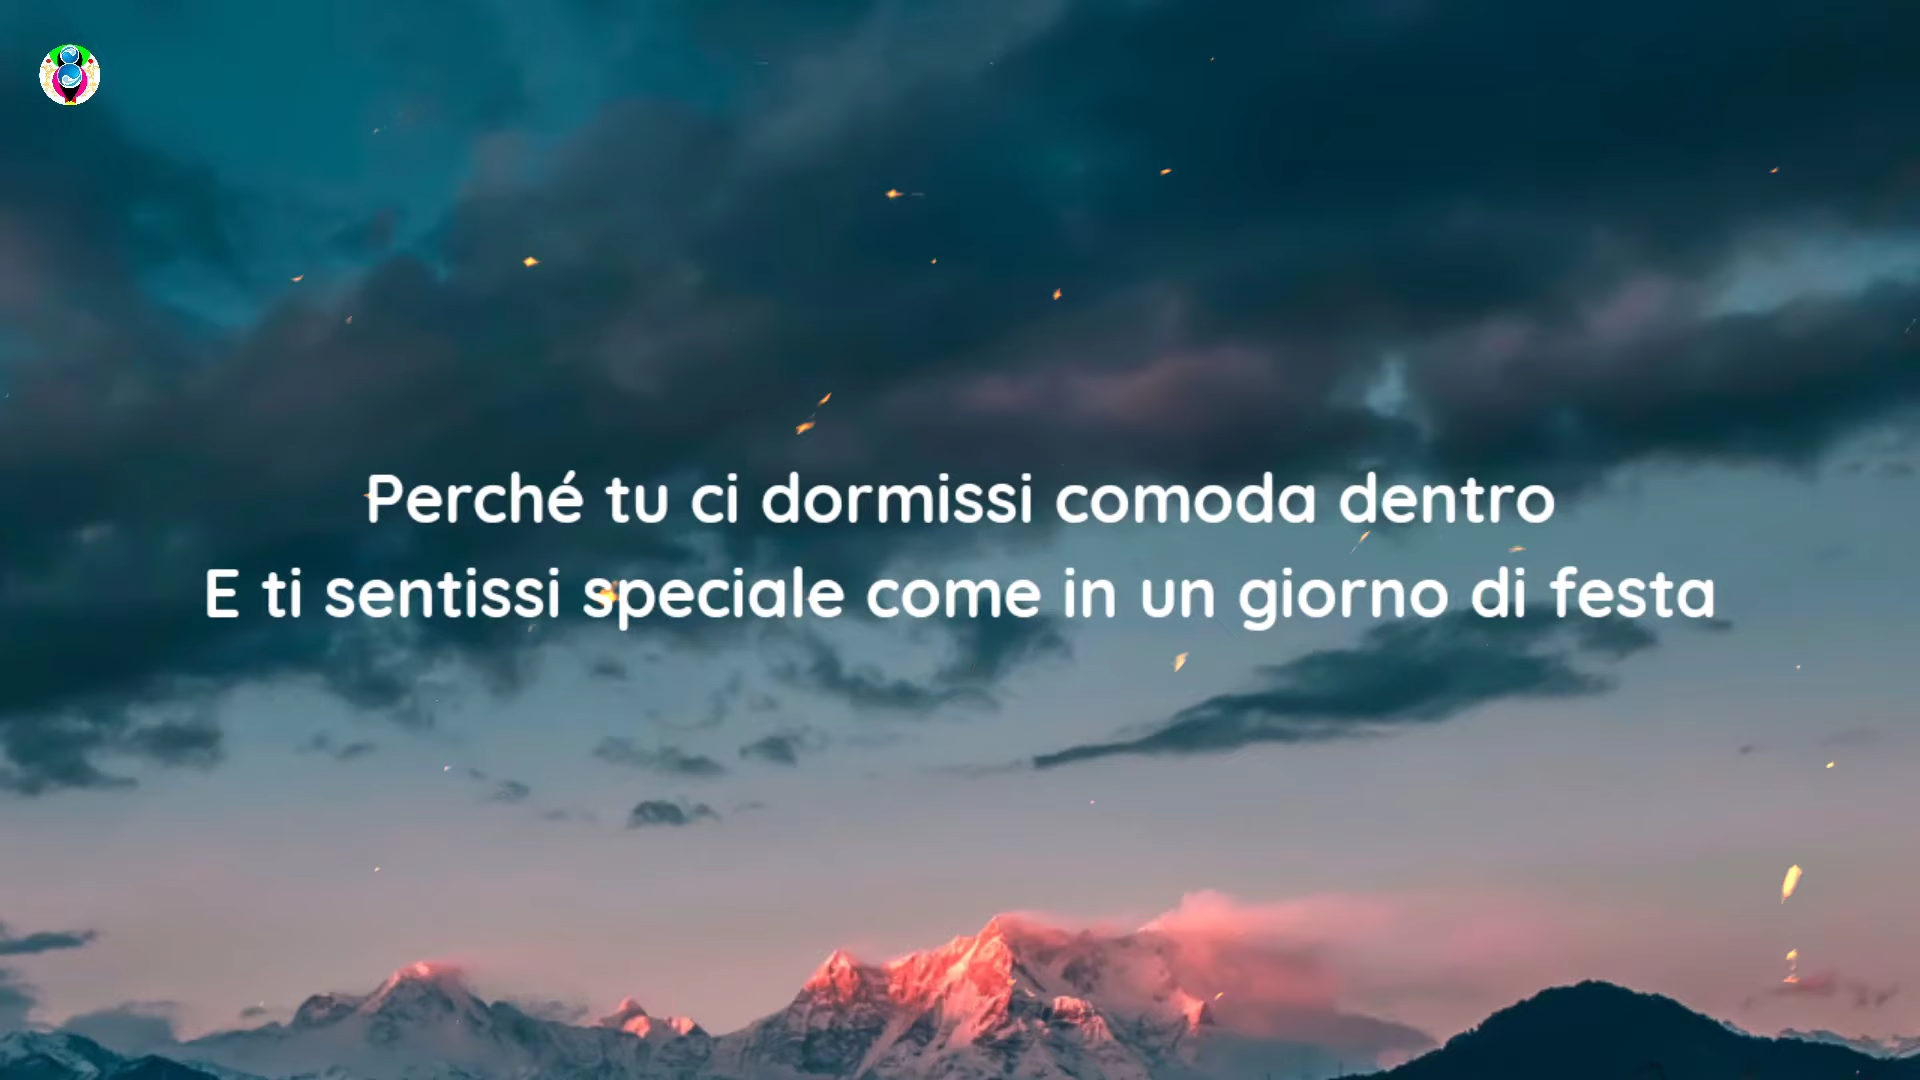 Perché tu ci dormissi comoda dentro
E ti sentissi speciale come in un giorno di festa